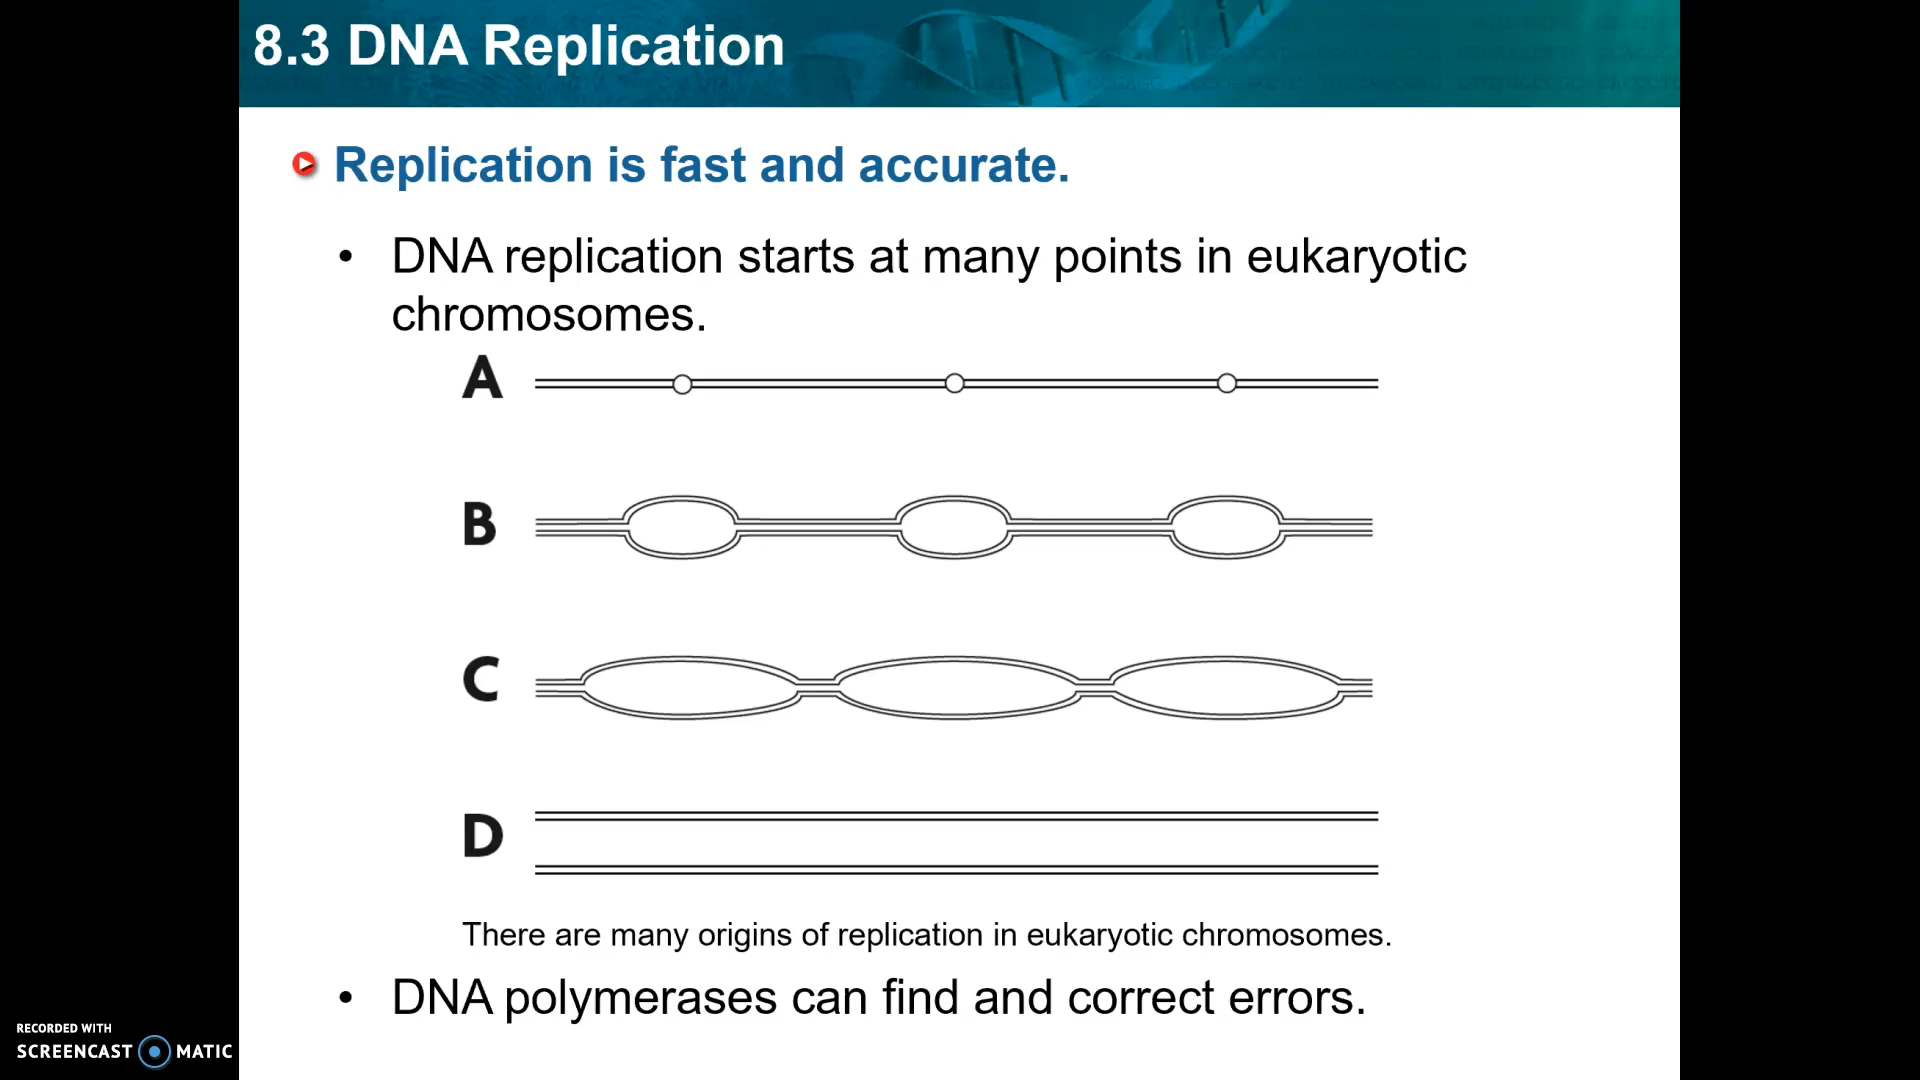 8.3 DNA Replication
Replication is fast and accurate.
• DNA replication starts at many points in eukaryotic
chromosomes.
A
B
C
D
There are many origins of replication in eukaryotic chromosomes.
• DNA polymerases can find and correct errors.
RECORDED WITH
SCREENCAST MATIC